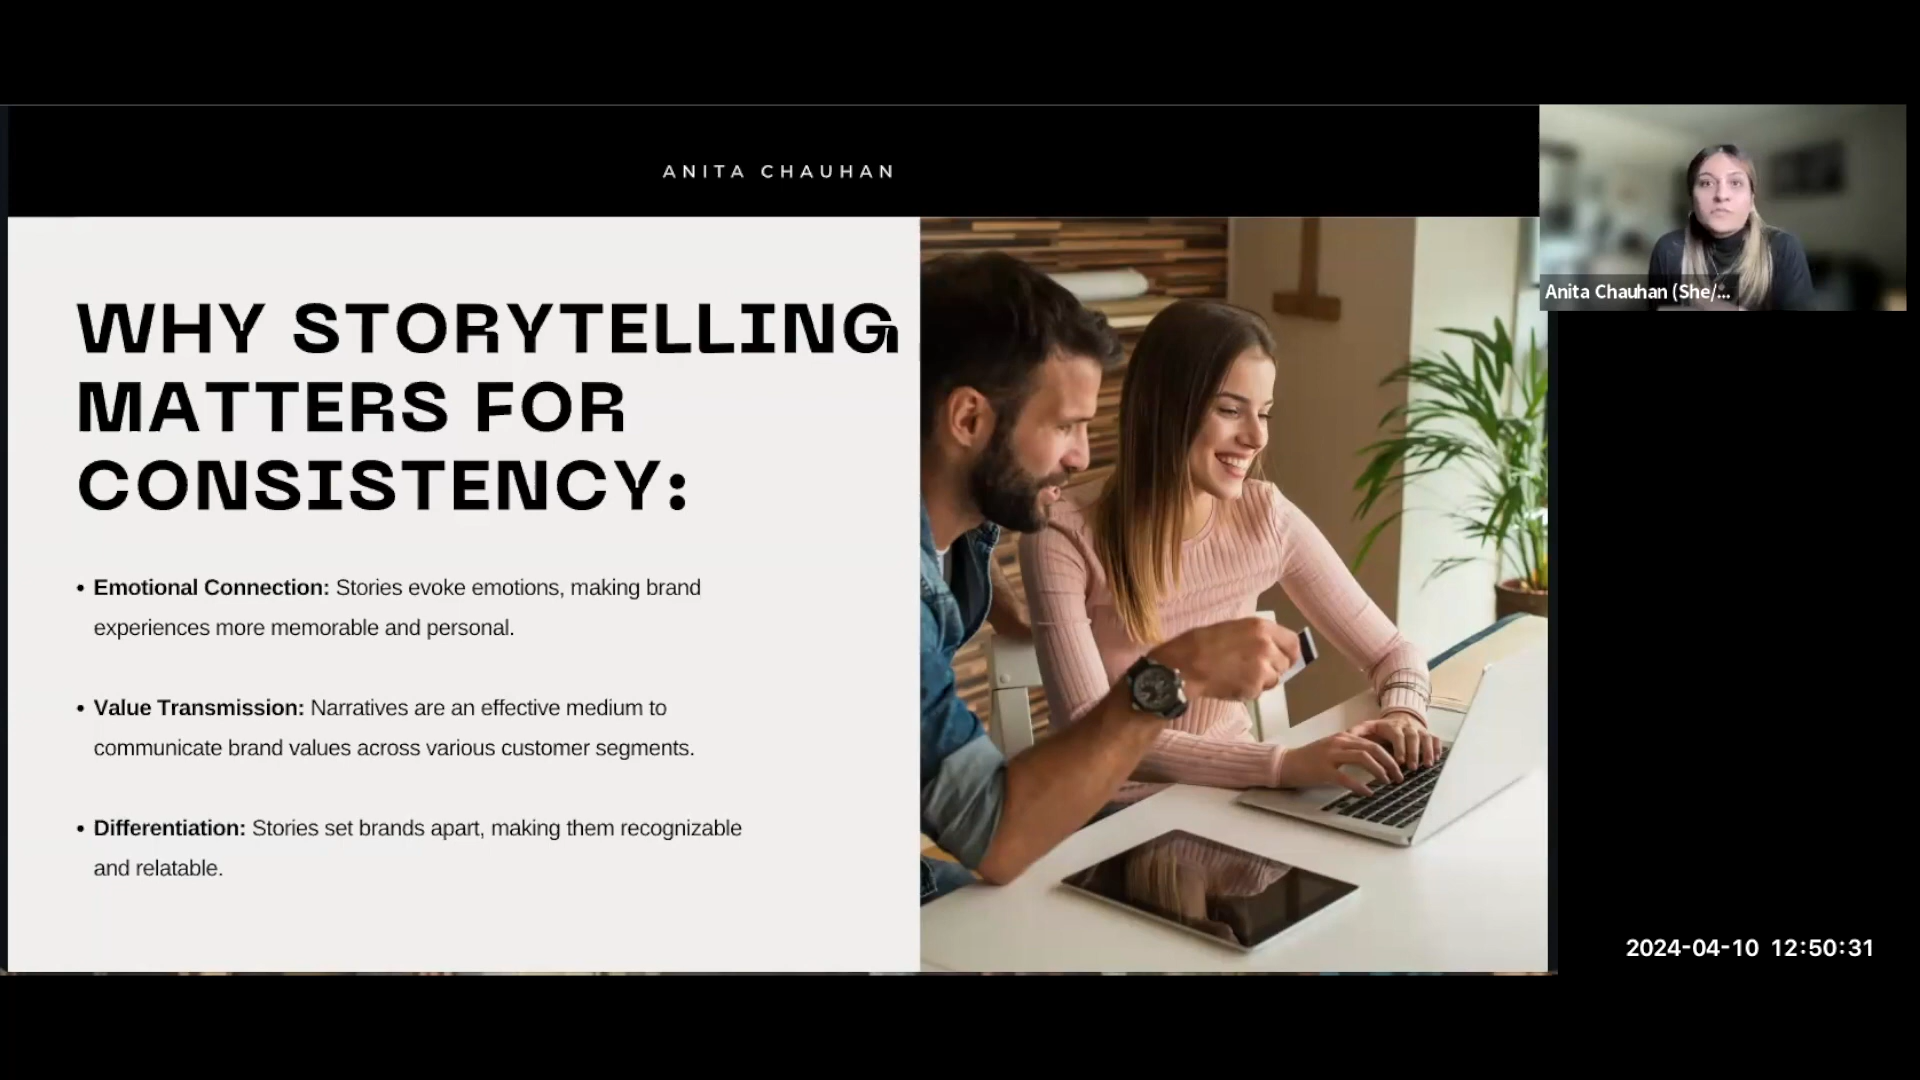 ANITA CHAUHAN
Anita Chauhan (She/...
WHY STORYTELLING
MATTERS FOR
CONSISTENCY:
• Emotional Connection: Stories evoke emotions, making brand
experiences more memorable and personal.
• Value Transmission: Narratives are an effective medium to
communicate brand values across various customer segments.
• Differentiation: Stories set brands apart, making them recognizable
and relatable.
2024-04-10 12:50:31